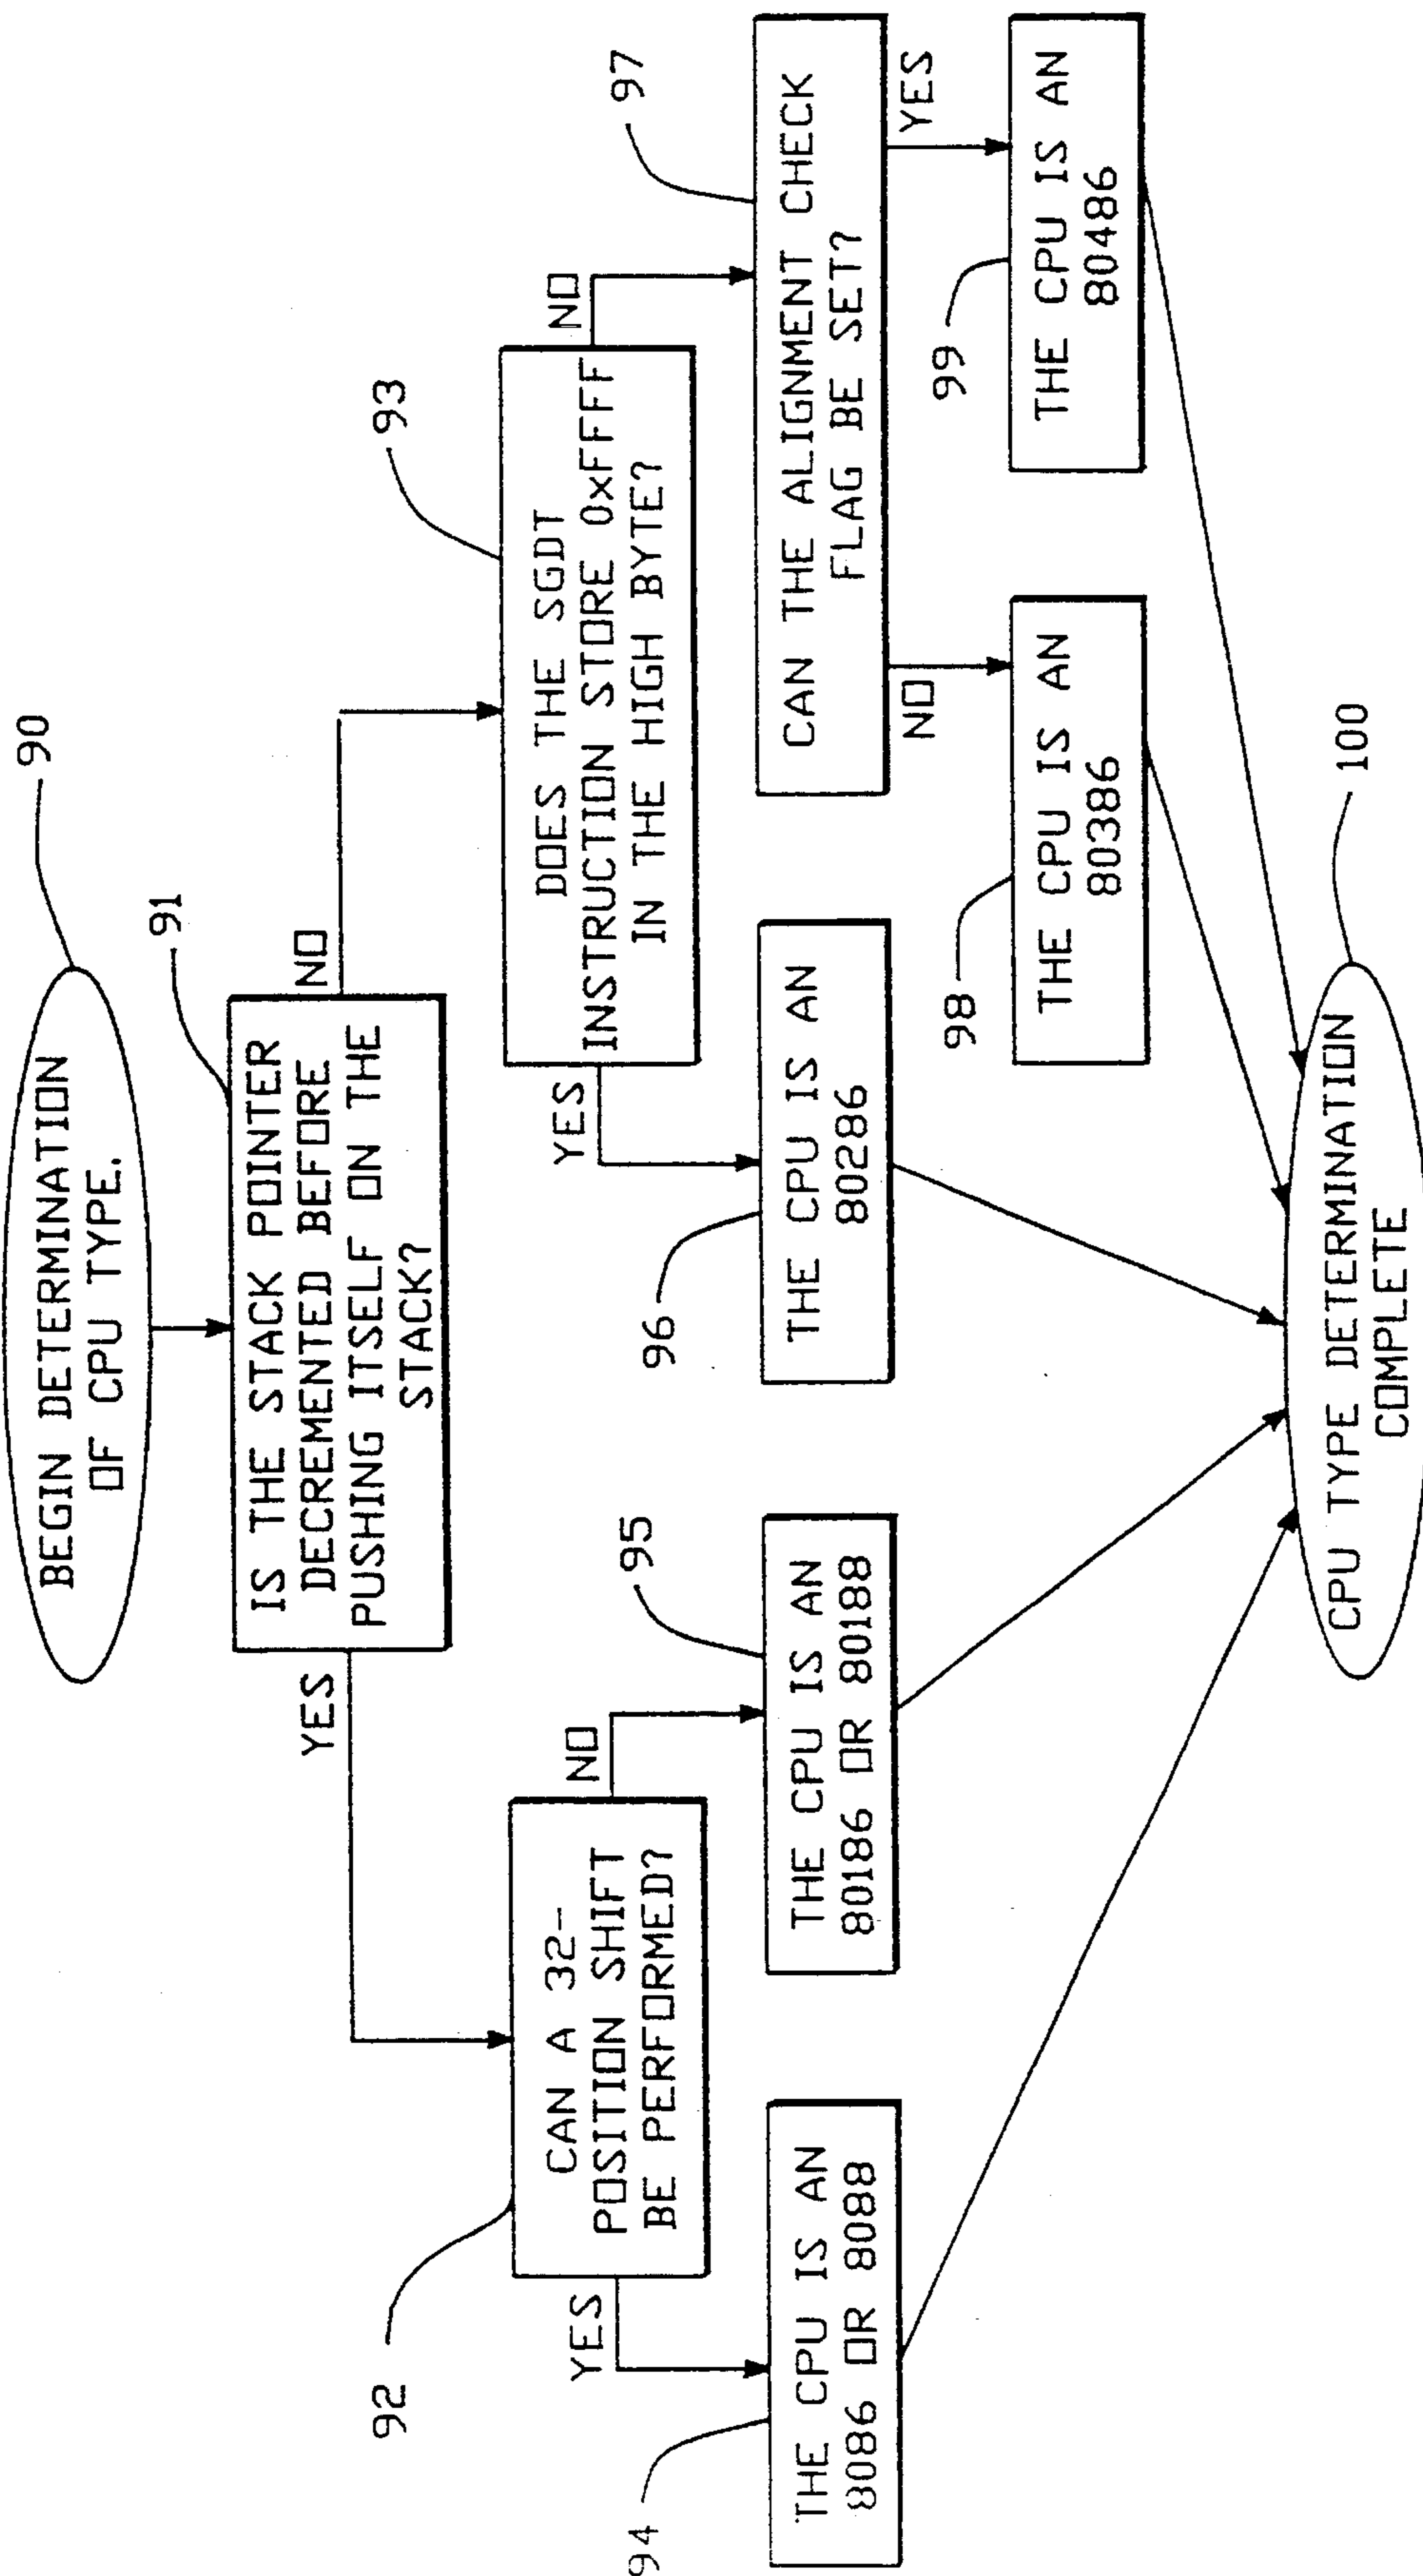 90
BEGIN DETERMINATION
OF CPU TYPE.
91
IS THE STACK POINTER
DECREMENTED BEFORE
PUSHING ITSELF ON THE
STACK?
YES
NO
92
CAN A 32-
POSITION SHIFT
BE PERFORMED?
YES
NO
93
DOES THE SGDT
INSTRUCTION STORE 0xFFFF
IN THE HIGH BYTE?
YES
NO
94
THE CPU IS AN
8086 OR 8088
95
THE CPU IS AN
80186 OR 80188
96
THE CPU IS AN
80286
97
CAN THE ALIGNMENT CHECK
FLAG BE SET?
NO
YES
98
THE CPU IS AN
80386
99
THE CPU IS AN
80486
100
CPU TYPE DETERMINATION
COMPLETE